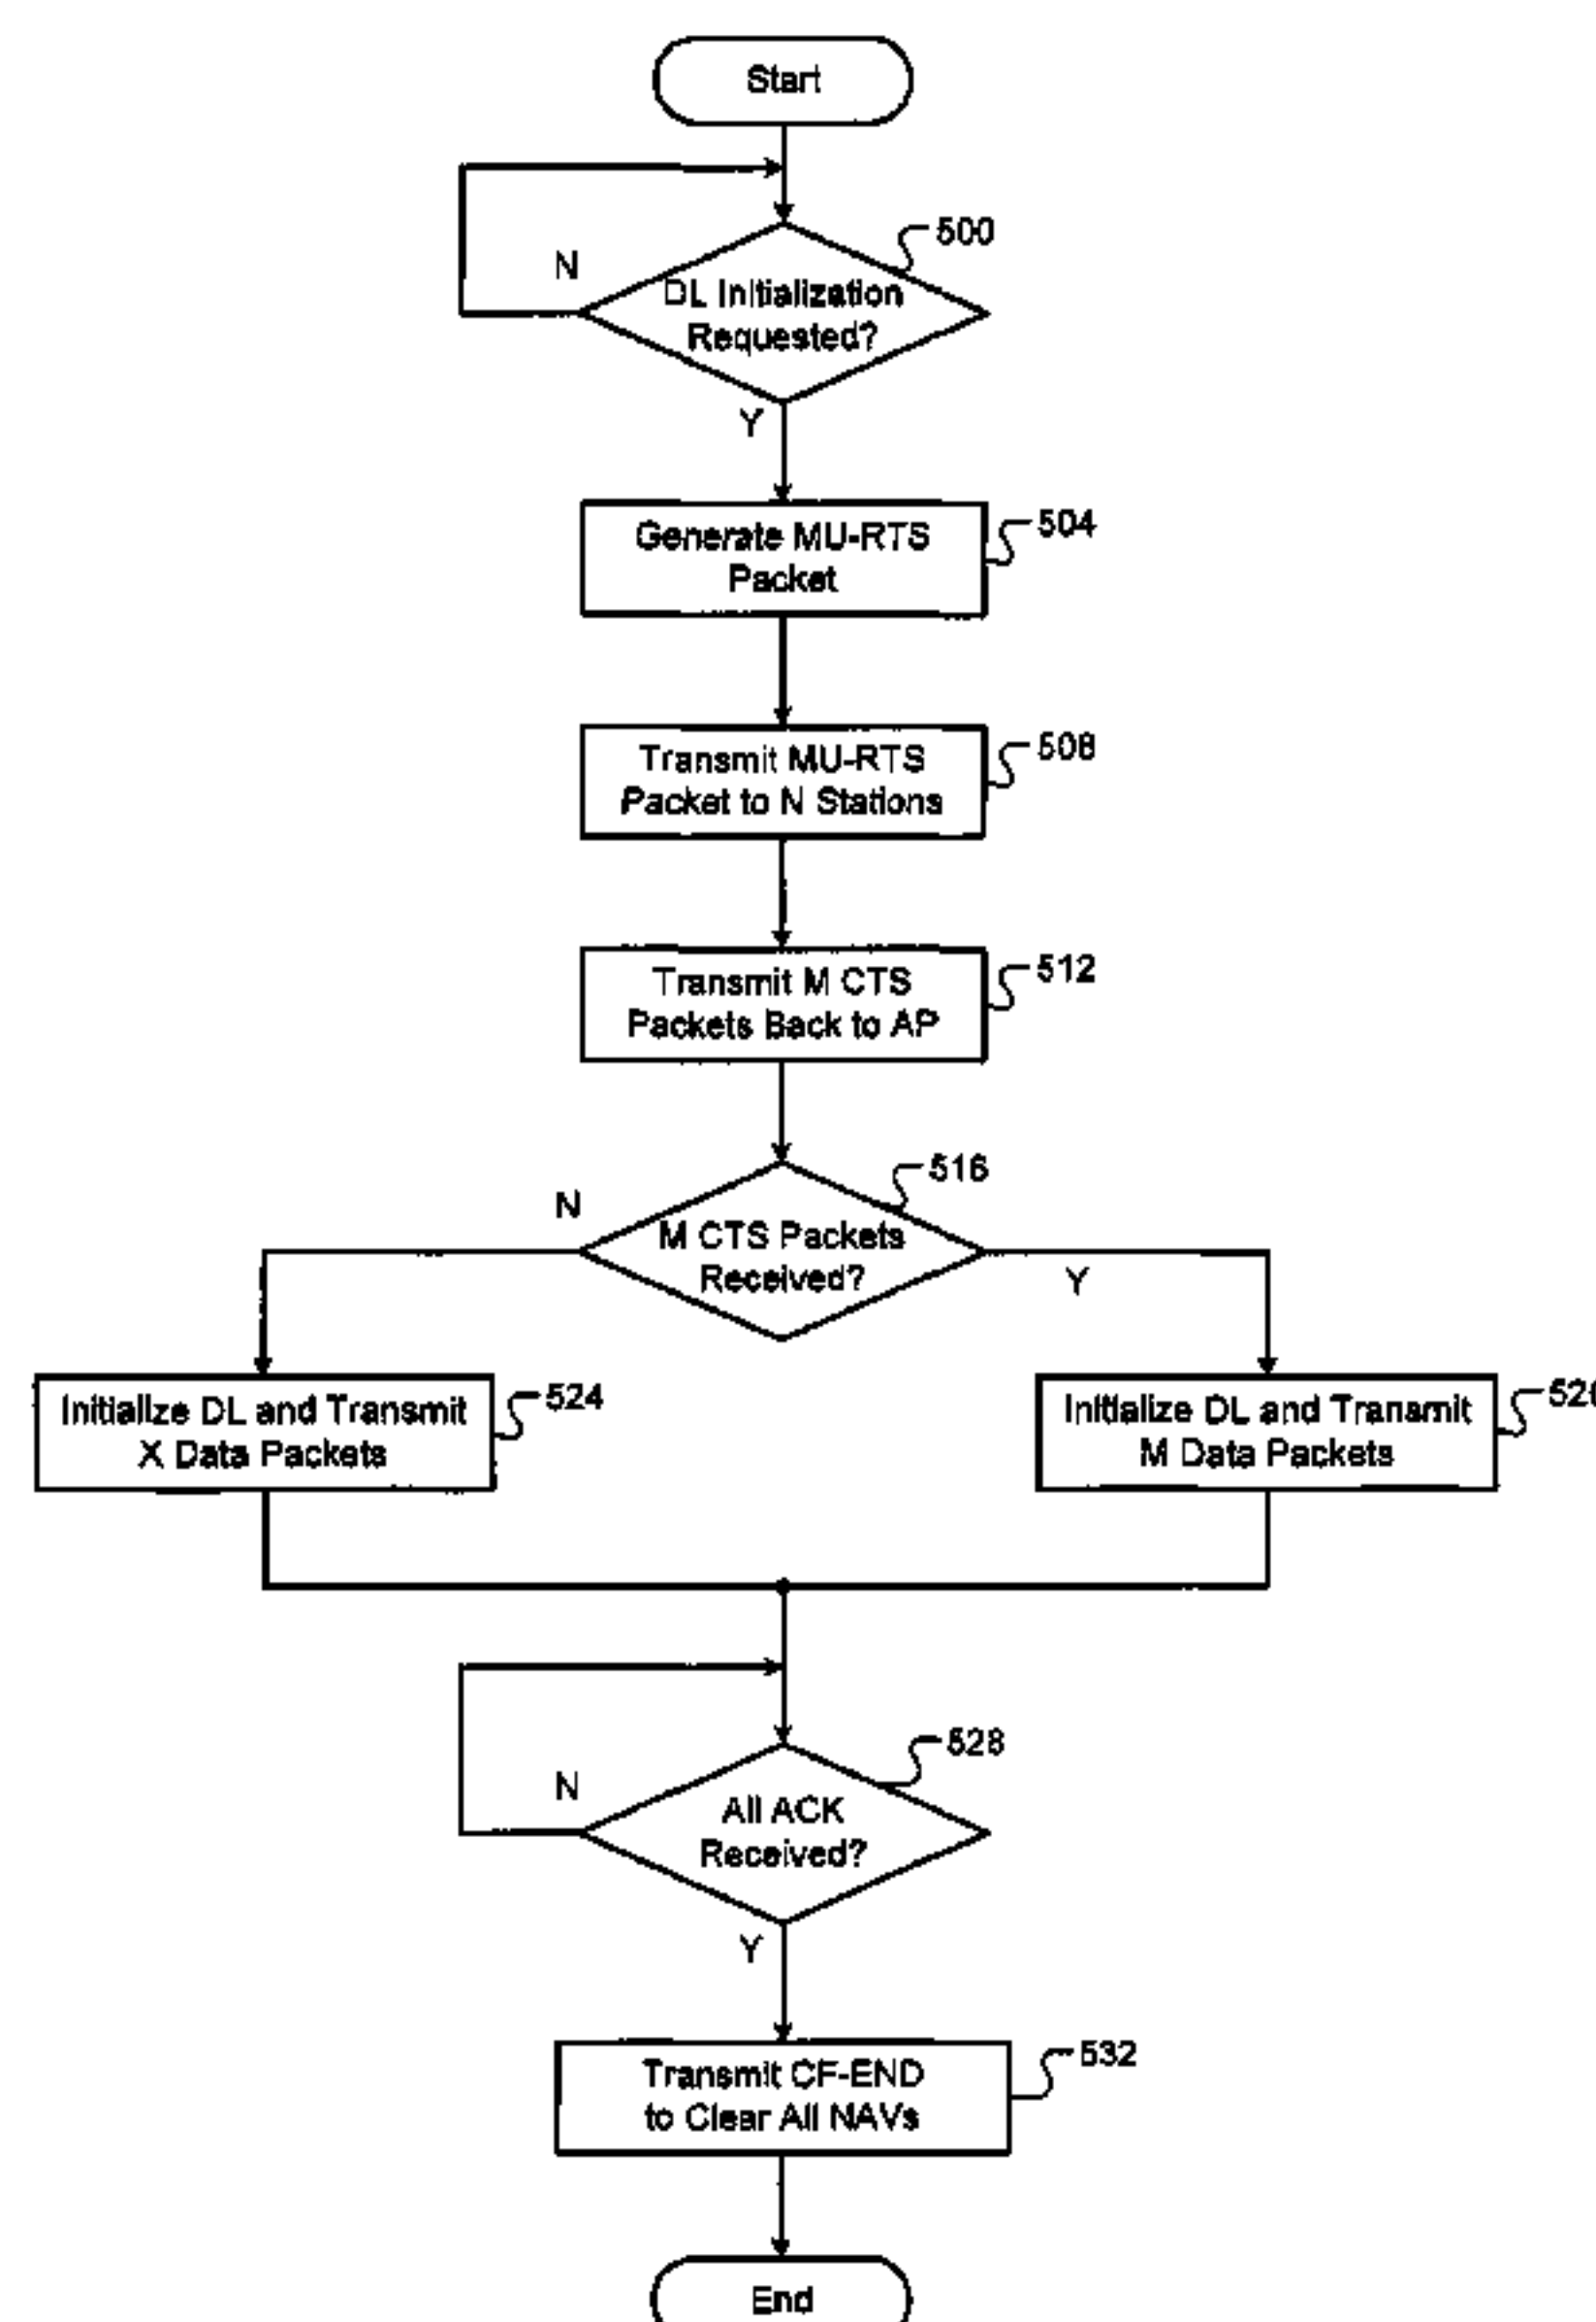 Start
500
N
DL Initialization
Requested?
Y
Generate MU-RTS
Packet
504
Transmit MU-RTS
Packet to N Stations
508
Transmit M CTS
Packets Back to AP
512
516
N
M CTS Packets
Received?
Y
Initialize DL and Transmit
X Data Packets
524
Initialize DL and Transmit
M Data Packets
528
N
All ACK
Received?
Y
Transmit CF-END
to Clear All NAVs
532
End